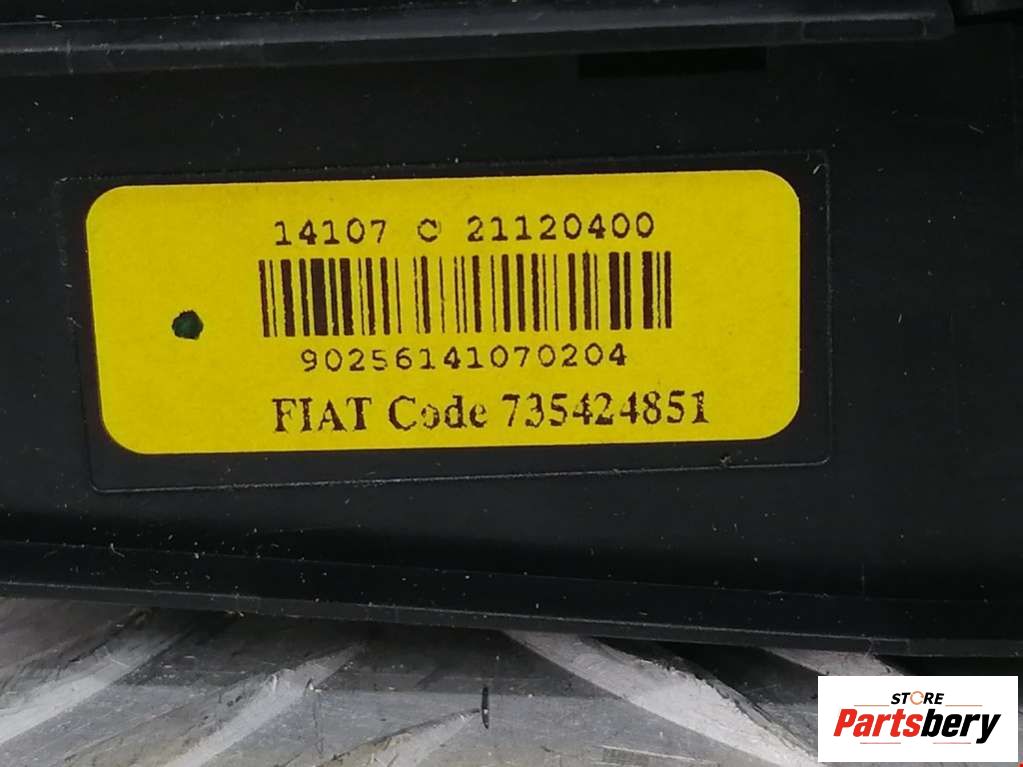 14107 C 21120400
90256141070204
FIAT Code 735424851
STORE
Partsbery